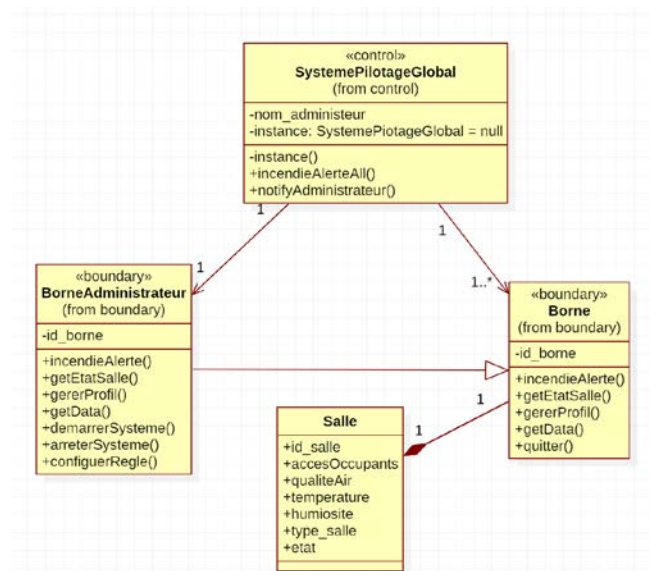 «control»
SystemePilotageGlobal
(from control)
-nom_administeur
-instance: SystemePiotageGlobal = null
-instance()
+incendieAlerteAll()
+notifyAdministrateur()
1
1
1
1..*
«boundary»
BorneAdministrateur
(from boundary)
-id_borne
+incendieAlerte()
+getEtatSalle()
+gererProfil()
+getData()
+demarrerSysteme()
+arreterSysteme()
+configuerRegle()
«boundary»
Borne
(from boundary)
-id_borne
+incendieAlerte()
+getEtatSalle()
+gererProfil()
+getData()
+quitter()
1
1
Salle
+id_salle
+accesOccupants
+qualiteAir
+temperature
+humiosite
+type_salle
+etat